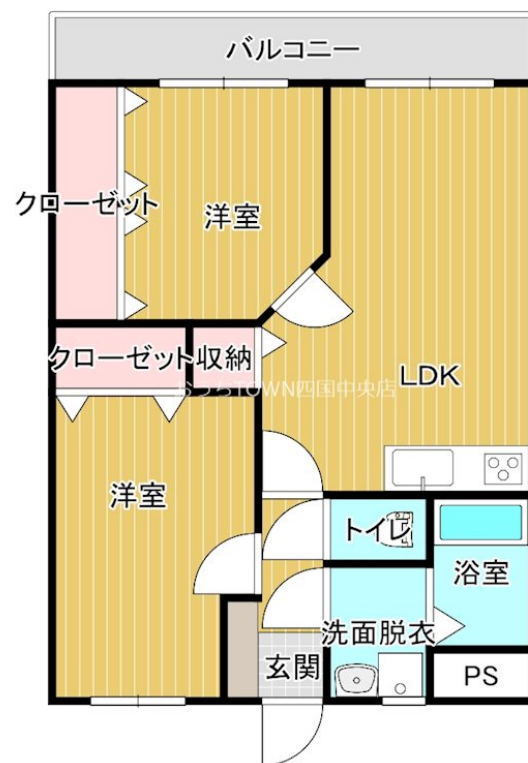 バルコニー
クローゼット
洋室
クローゼット
収納
LDK
おっちTOWN四国中央店
洋室
トイレ
浴室
洗面脱衣
玄関
PS